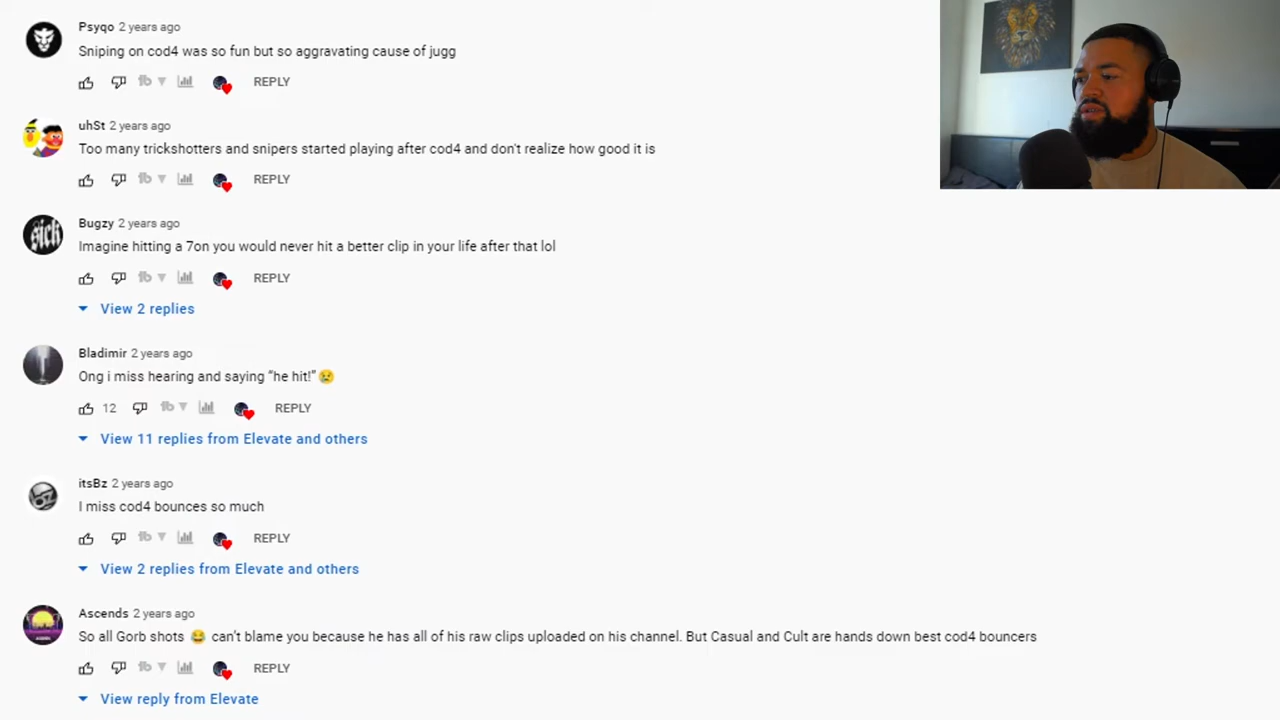 Psyqo 2 years ago
Sniping on cod4 was so fun but so aggravating cause of jugg
REPLY
uhSt 2 years ago
Too many trickshotters and snipers started playing after cod4 and don't realize how good it is
REPLY
Bugzy 2 years ago
sick
Imagine hitting a 7on you would never hit a better clip in your life after that lol
REPLY
View 2 replies
Bladimir 2 years ago
Ong i miss hearing and saying “he hit!”😢
12 REPLY
View 11 replies from Elevate and others
itsBz 2 years ago
I miss cod4 bounces so much
REPLY
View 2 replies from Elevate and others
Ascends 2 years ago
So all Gorb shots 😂 can’t blame you because he has all of his raw clips uploaded on his channel. But Casual and Cult are hands down best cod4 bouncers
REPLY
View reply from Elevate